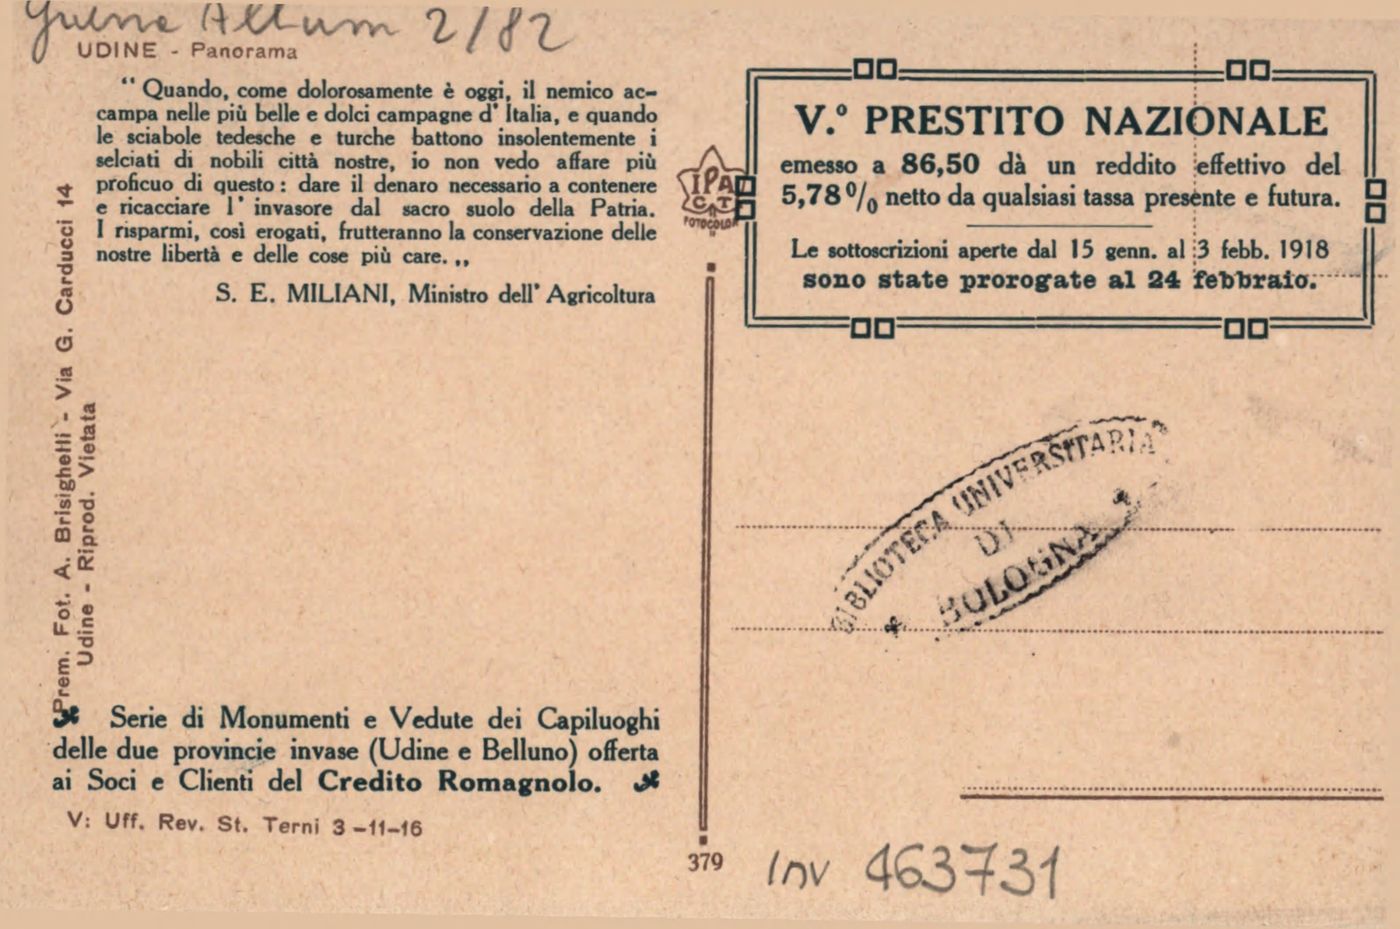 Album 2/82
UDINE - Panorama
“ Quando, come dolorosamente è oggi, il nemico ac-
campa nelle più belle e dolci campagne d' Italia, e quando
le sciabole tedesche e turche battono insolentemente i
selciati di nobili città nostre, io non vedo affare più
proficuo di questo : dare il denaro necessario a contenere
e ricacciare l' invasore dal sacro suolo della Patria.
I risparmi, così erogati, frutteranno la conservazione delle
nostre libertà e delle cose più care. „
S. E. MILIANI, Ministro dell' Agricoltura
Prem. Fot. A. Brisighelli - Via G. Carducci 14
Udine - Riprod. Vietata
Serie di Monumenti e Vedute dei Capiluoghi
delle due provincie invase (Udine e Belluno) offerta
ai Soci e Clienti del Credito Romagnolo.
V: Uff. Rev. St. Terni 3-11-16
IPA
C T
FOTOCOLOR
379
V.° PRESTITO NAZIONALE
emesso a 86,50 dà un reddito effettivo del
5,78 % netto da qualsiasi tassa presente e futura.
Le sottoscrizioni aperte dal 15 genn. al 3 febb. 1918
sono state prorogate al 24 febbraio.
BIBLIOTECA UNIVERSITARIA
DI
BOLOGNA
Inv 463731